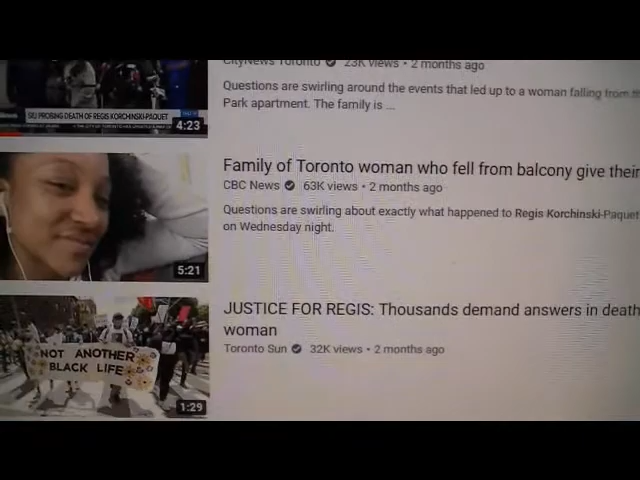 CityNews Toronto 23K views • 2 months ago
Questions are swirling around the events that led up to a woman falling from th
Park apartment. The family is ...
SIU PROBING DEATH OF REGIS KORCHINSKI-PAQUET
4:23
Family of Toronto woman who fell from balcony give their
CBC News 63K views • 2 months ago
Questions are swirling about exactly what happened to Regis Korchinski-Paquet
on Wednesday night.
5:21
JUSTICE FOR REGIS: Thousands demand answers in death
woman
Toronto Sun 32K views • 2 months ago
NOT ANOTHER
BLACK LIFE
1:29